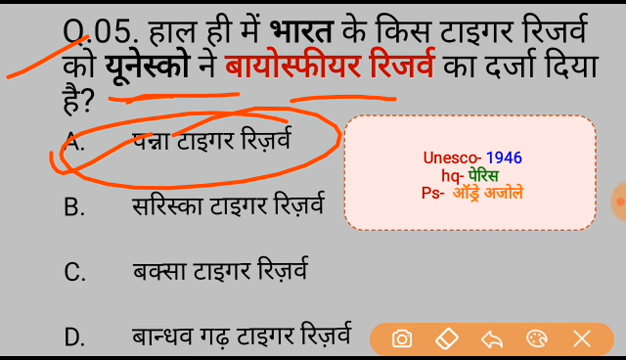 Q.05. हाल ही में भारत के किस टाइगर रिजर्व
को यूनेस्को ने बायोस्फीयर रिजर्व का दर्जा दिया
है?
A. पन्ना टाइगर रिज़र्व
B. सरिस्का टाइगर रिज़र्व
C. बक्सा टाइगर रिज़र्व
D. बान्धव गढ़ टाइगर रिज़र्व
Unesco- 1946
hq- पेरिस
Ps- ऑड्रे अजोले